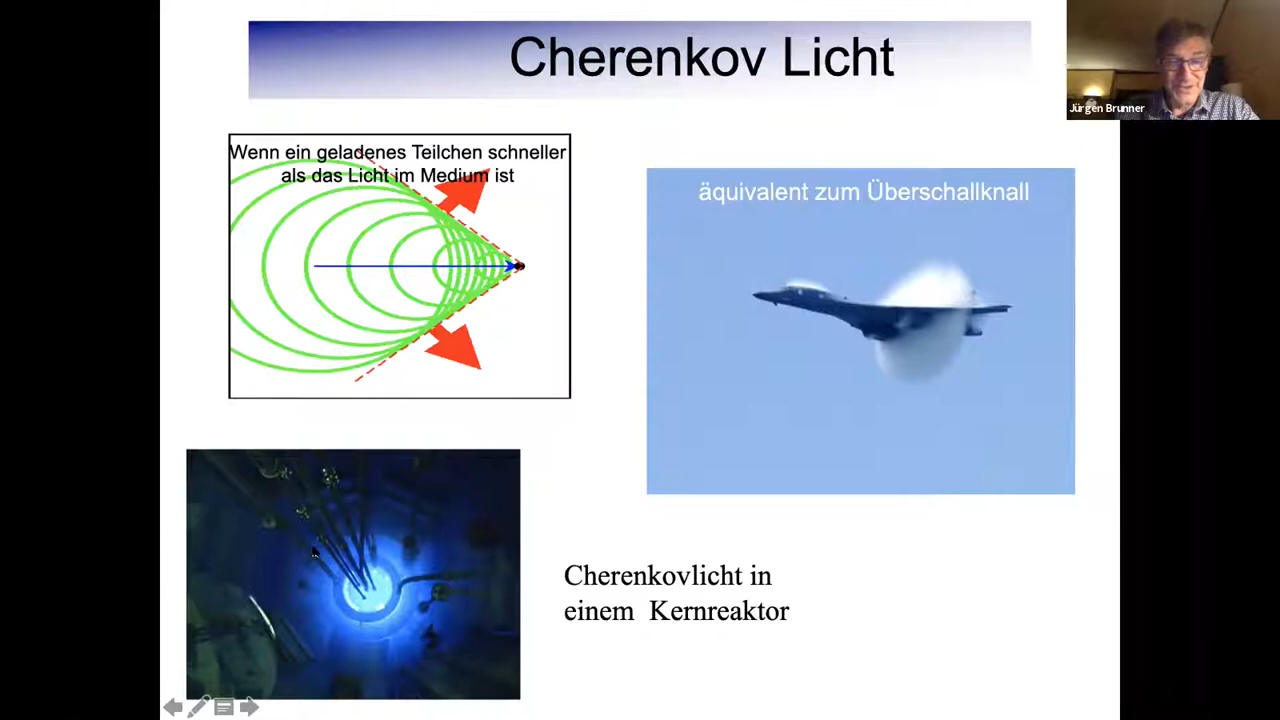 Cherenkov Licht
Jürgen Brunner
Wenn ein geladenes Teilchen schneller
als das Licht im Medium ist
äquivalent zum Überschallknall
Cherenkovlicht in
einem Kernreaktor